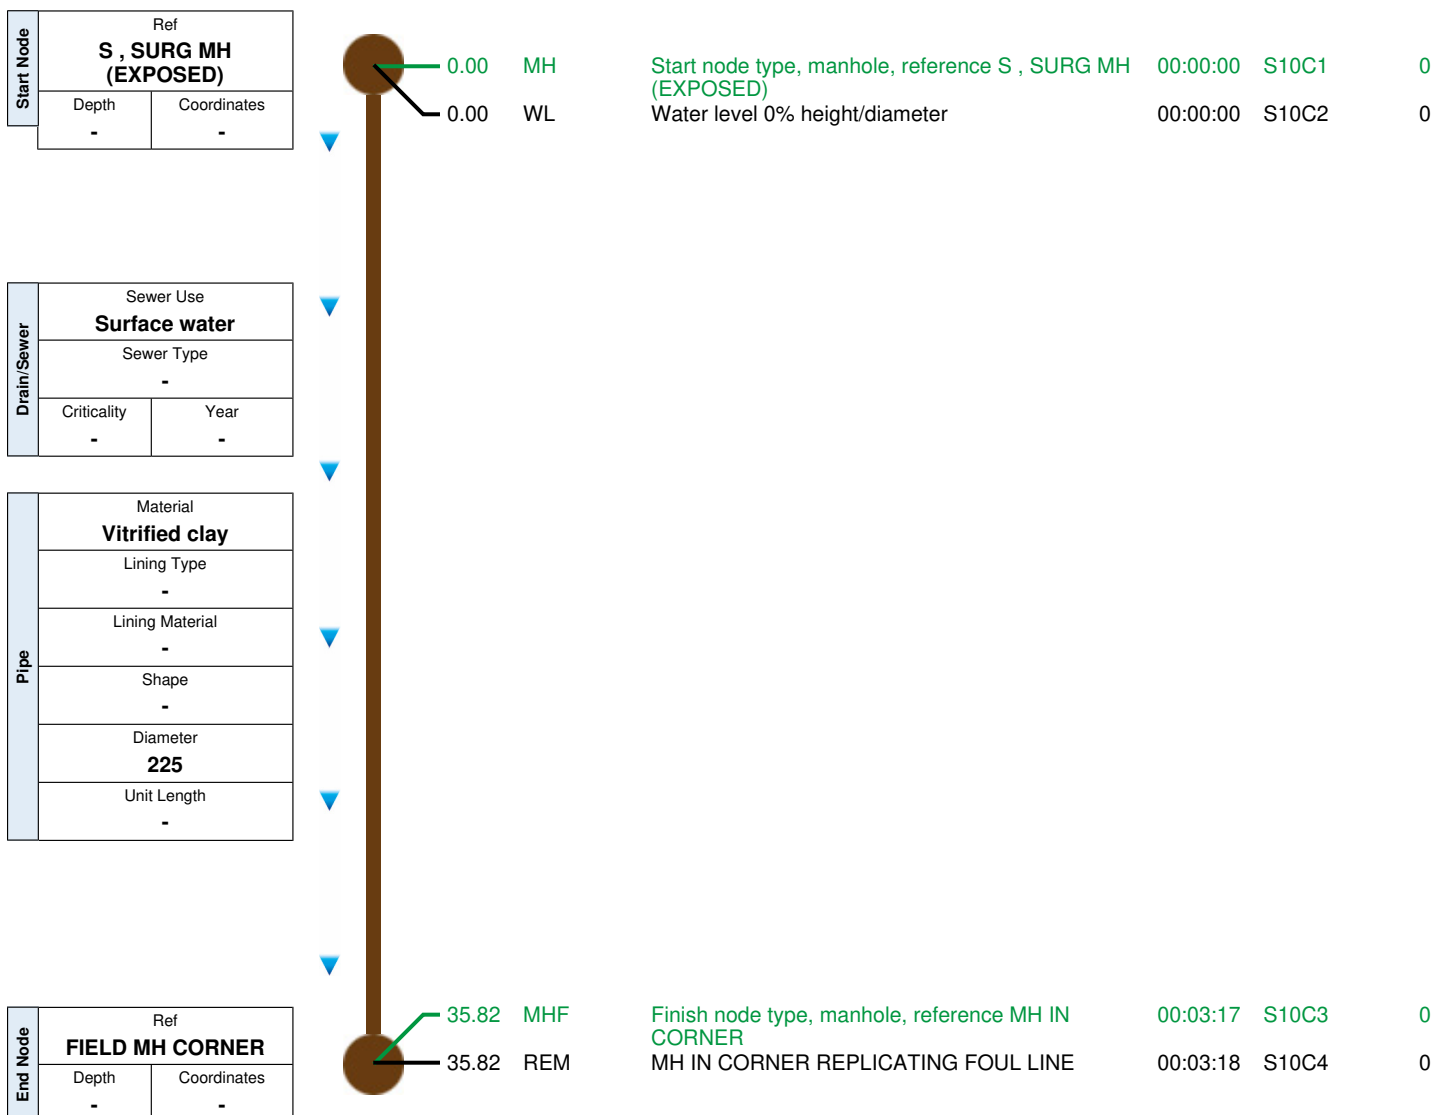 Start Node
Ref
S , SURG MH
(EXPOSED)
Depth Coordinates
- -
0.00 MH Start node type, manhole, reference S , SURG MH 00:00:00 S10C1 0
(EXPOSED)
0.00 WL Water level 0% height/diameter 00:00:00 S10C2 0
Drain/Sewer
Sewer Use
Surface water
Sewer Type
-
Criticality Year
- -
Pipe
Material
Vitrified clay
Lining Type
-
Lining Material
-
Shape
-
Diameter
225
Unit Length
-
End Node
Ref
FIELD MH CORNER
Depth Coordinates
- -
35.82 MHF Finish node type, manhole, reference MH IN 00:03:17 S10C3 0
CORNER
35.82 REM MH IN CORNER REPLICATING FOUL LINE 00:03:18 S10C4 0